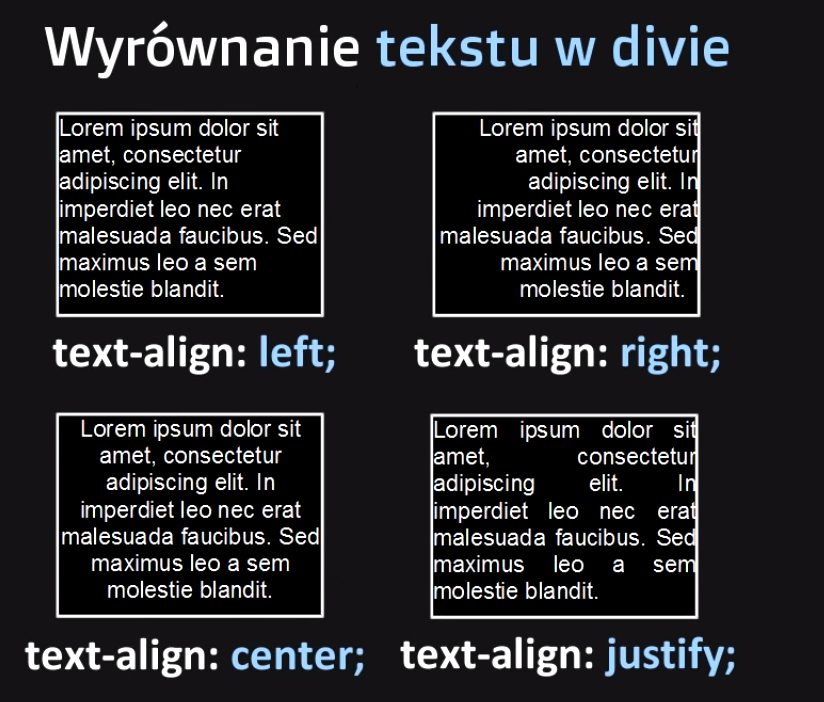 Wyrównanie tekstu w divie
Lorem ipsum dolor sit
amet, consectetur
adipiscing elit. In
imperdiet leo nec erat
malesuada faucibus. Sed
maximus leo a sem
molestie blandit.
text-align: left;
Lorem ipsum dolor sit
amet, consectetur
adipiscing elit. In
imperdiet leo nec erat
malesuada faucibus. Sed
maximus leo a sem
molestie blandit.
text-align: right;
Lorem ipsum dolor sit
amet, consectetur
adipiscing elit. In
imperdiet leo nec erat
malesuada faucibus. Sed
maximus leo a sem
molestie blandit.
text-align: center;
Lorem ipsum dolor sit
amet, consectetur
adipiscing elit. In
imperdiet leo nec erat
malesuada faucibus. Sed
maximus leo a sem
molestie blandit.
text-align: justify;